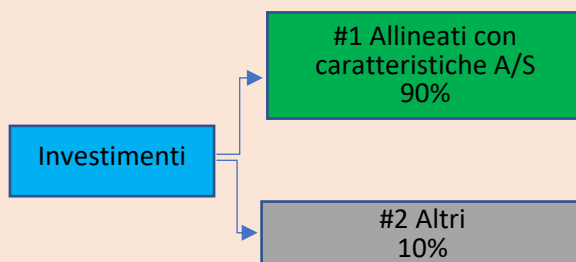 #1 Allineati con
caratteristiche A/S
90%
Investimenti
#2 Altri
10%